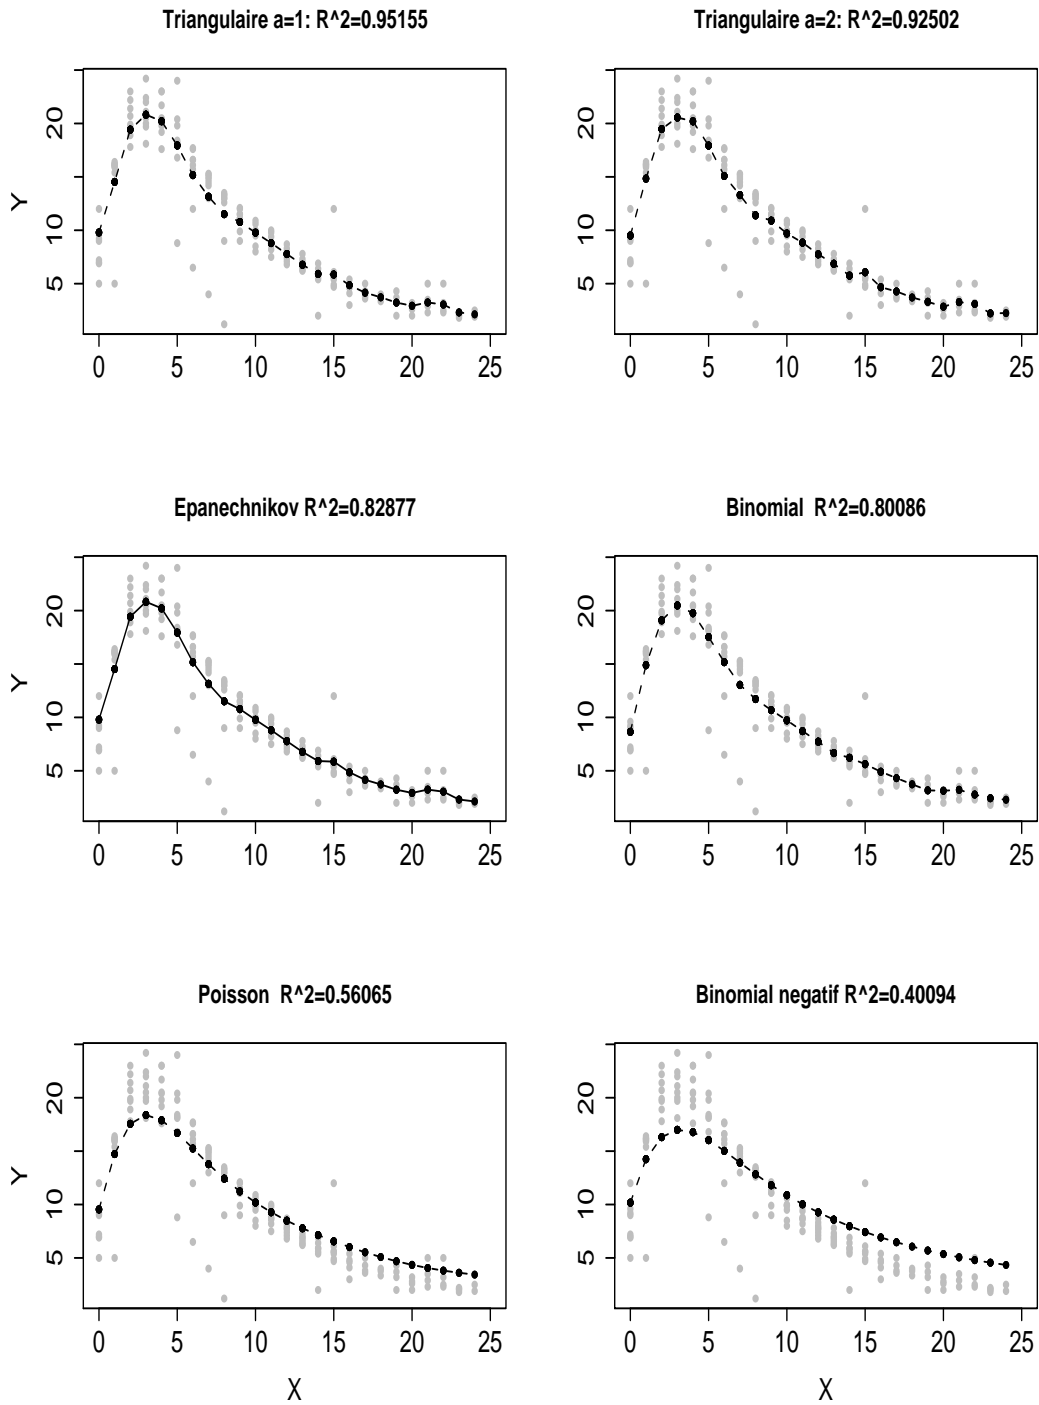 Triangulaire a=1: R^2=0.95155
Triangulaire a=2: R^2=0.92502
Y
20
10
5
0 5 10 15 20 25
20
10
5
0 5 10 15 20 25
Epanechnikov R^2=0.82877
Binomial R^2=0.80086
Y
20
10
5
0 5 10 15 20 25
20
10
5
0 5 10 15 20 25
Poisson R^2=0.56065
Binomial negatif R^2=0.40094
Y
20
10
5
0 5 10 15 20 25
X
20
10
5
0 5 10 15 20 25
X